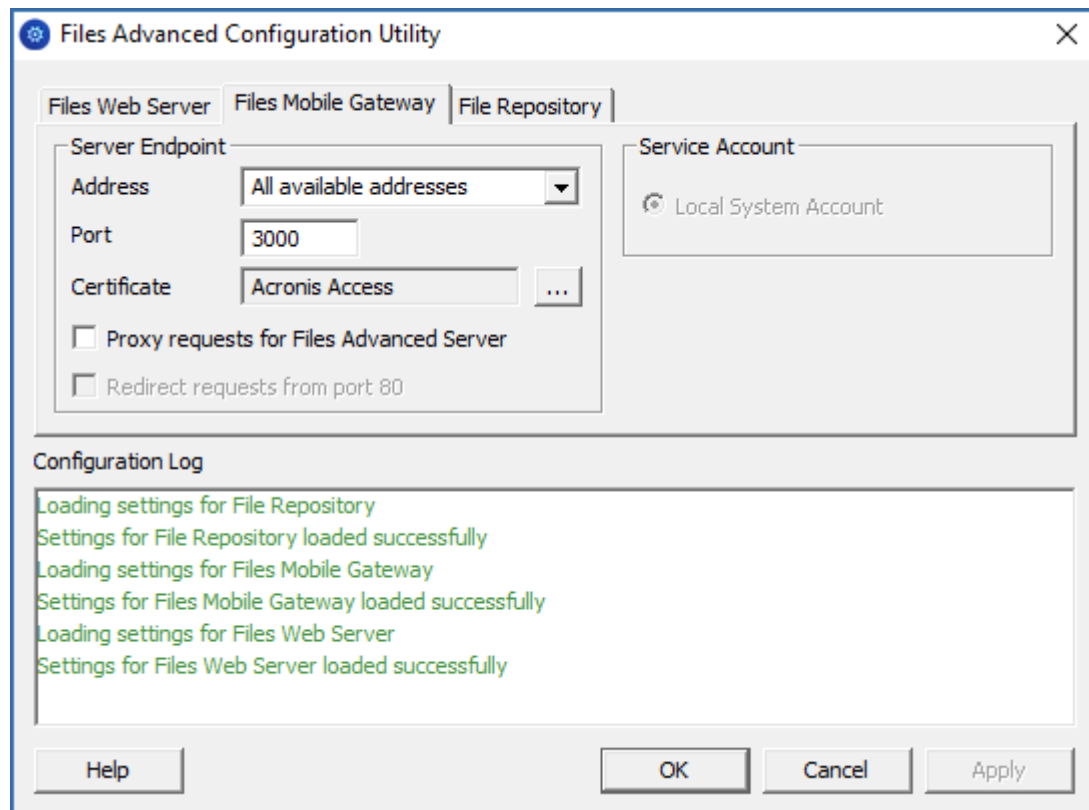 Files Advanced Configuration Utility
Files Web Server
Files Mobile Gateway
File Repository
Server Endpoint
Address
All available addresses
Port
3000
Certificate
Acronis Access
...
Proxy requests for Files Advanced Server
Redirect requests from port 80
Service Account
Local System Account
Configuration Log
Loading settings for File Repository
Settings for File Repository loaded successfully
Loading settings for Files Mobile Gateway
Settings for Files Mobile Gateway loaded successfully
Loading settings for Files Web Server
Settings for Files Web Server loaded successfully
Help
OK
Cancel
Apply